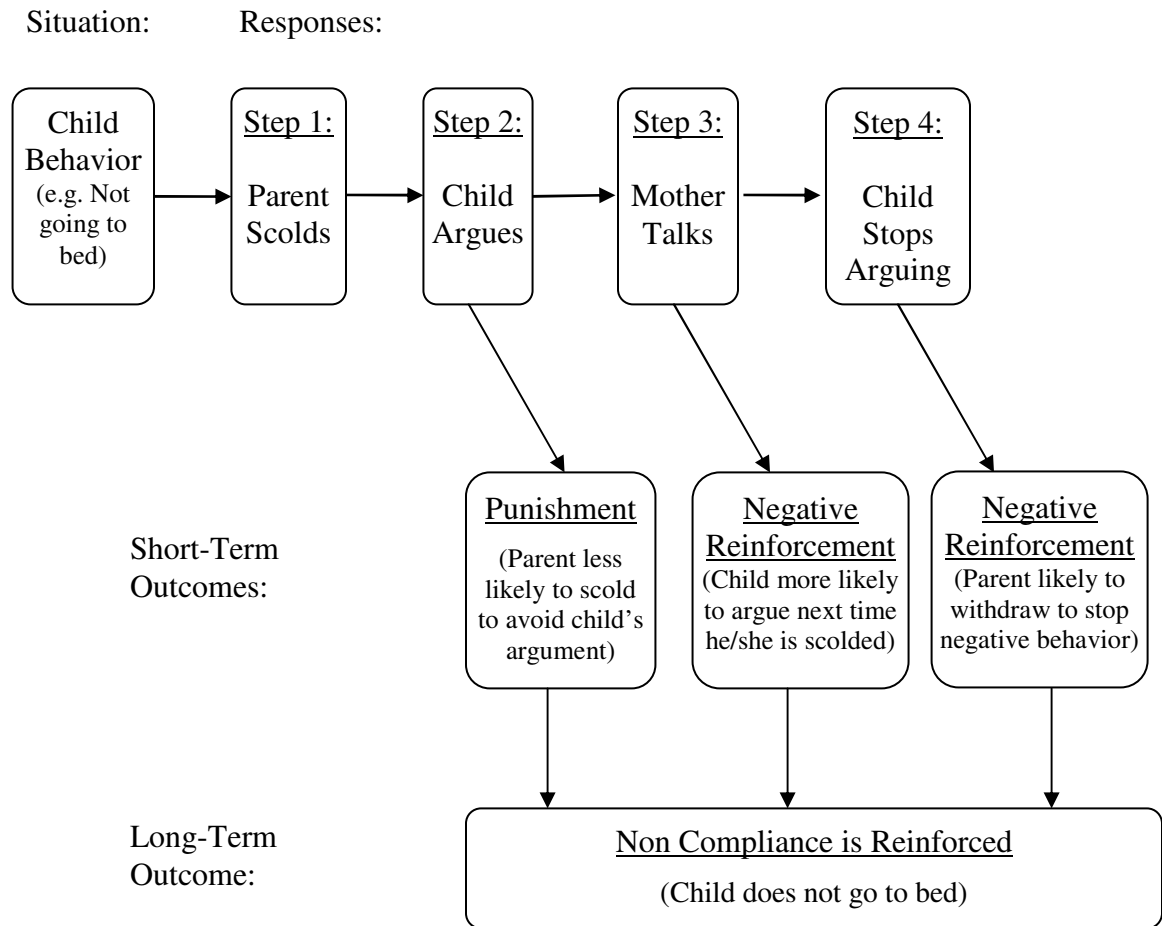 Situation:
Responses:
Child
Behavior
(e.g. Not
going to
bed)
Step 1:
Parent
Scolds
Step 2:
Child
Argues
Step 3:
Mother
Talks
Step 4:
Child
Stops
Arguing
Short-Term
Outcomes:
Punishment
(Parent less
likely to scold
to avoid child’s
argument)
Negative
Reinforcement
(Child more likely
to argue next time
he/she is scolded)
Negative
Reinforcement
(Parent likely to
withdraw to stop
negative behavior)
Long-Term
Outcome:
Non Compliance is Reinforced
(Child does not go to bed)